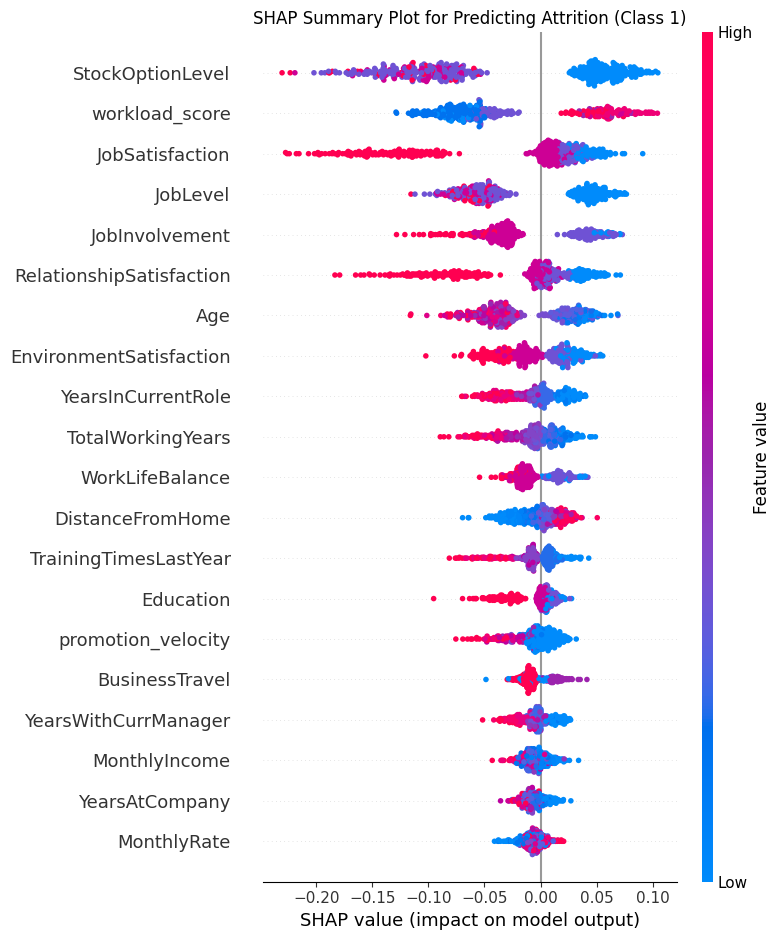 SHAP Summary Plot for Predicting Attrition (Class 1)
High
StockOptionLevel
workload_score
JobSatisfaction
JobLevel
JobInvolvement
RelationshipSatisfaction
Age
EnvironmentSatisfaction
YearsInCurrentRole
TotalWorkingYears
WorkLifeBalance
DistanceFromHome
TrainingTimesLastYear
Education
promotion_velocity
BusinessTravel
YearsWithCurrManager
MonthlyIncome
YearsAtCompany
MonthlyRate
Feature value
Low
−0.20 −0.15 −0.10 −0.05 0.00 0.05 0.10
SHAP value (impact on model output)